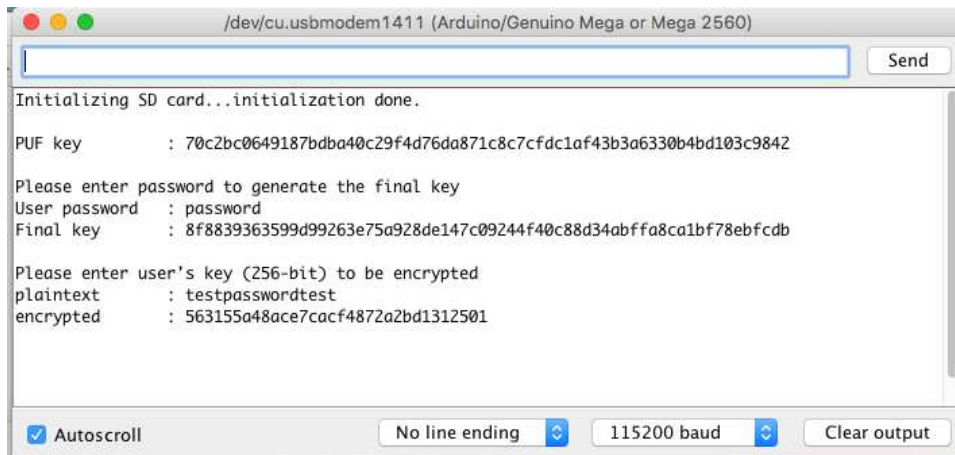 /dev/cu.usbmodem1411 (Arduino/Genuino Mega or Mega 2560)
Send
Initializing SD card...initialization done.
PUF key : 70c2bc0649187bdba40c29f4d76da871c8c7cfdc1af43b3a6330b4bd103c9842
Please enter password to generate the final key
User password : password
Final key : 8f8839363599d99263e75a928de147c09244f40c88d34abffa8ca1bf78ebfcdb
Please enter user's key (256-bit) to be encrypted
plaintext : testpasswordtest
encrypted : 563155a48ace7cacf4872a2bd1312501
Autoscroll
No line ending
115200 baud
Clear output